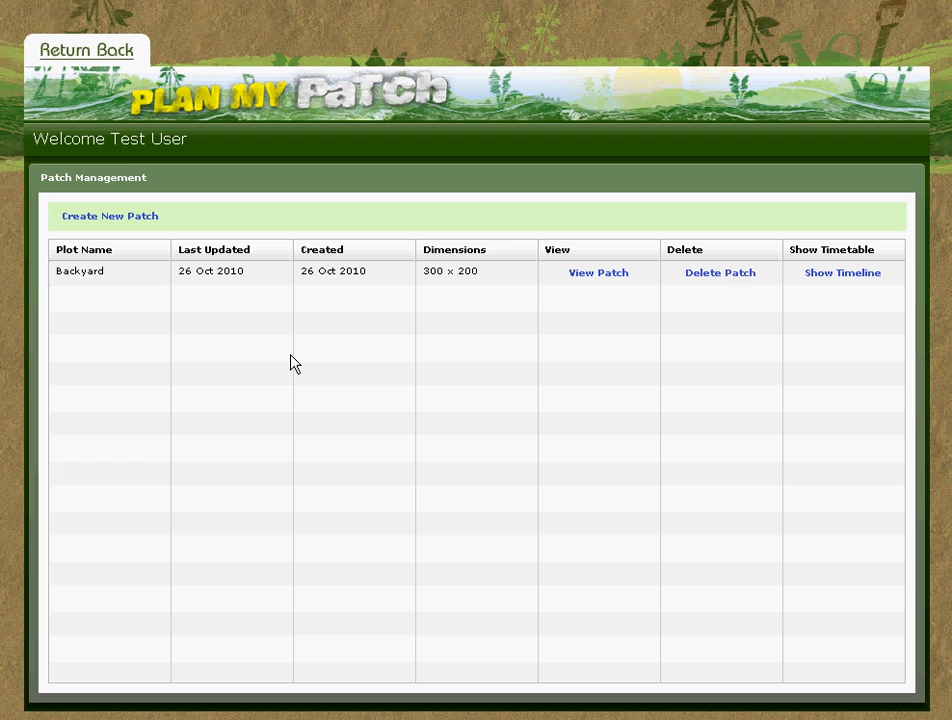 Return Back
PLAN MY PaTCh
Welcome Test User
Patch Management
Create New Patch
Plot Name Last Updated Created Dimensions View Delete Show Timetable
Backyard 26 Oct 2010 26 Oct 2010 300 x 200 View Patch Delete Patch Show Timeline